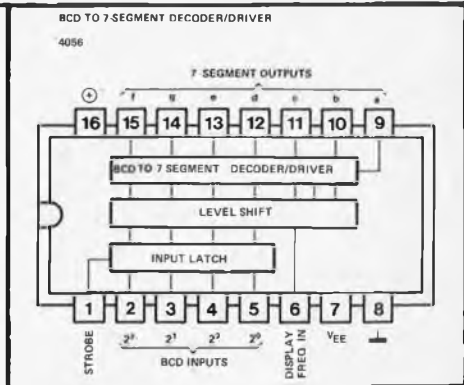 BCD TO 7-SEGMENT DECODER/DRIVER
4056
7-SEGMENT OUTPUTS
+ f g e d c b a
16 15 14 13 12 11 10 9
BCD TO 7 SEGMENT DECODER/DRIVER
LEVEL SHIFT
INPUT LATCH
1 2 3 4 5 6 7 8
STROBE 2² 2¹ 2³ 2⁰ DISPLAY FREQ IN VEE
BCD INPUTS